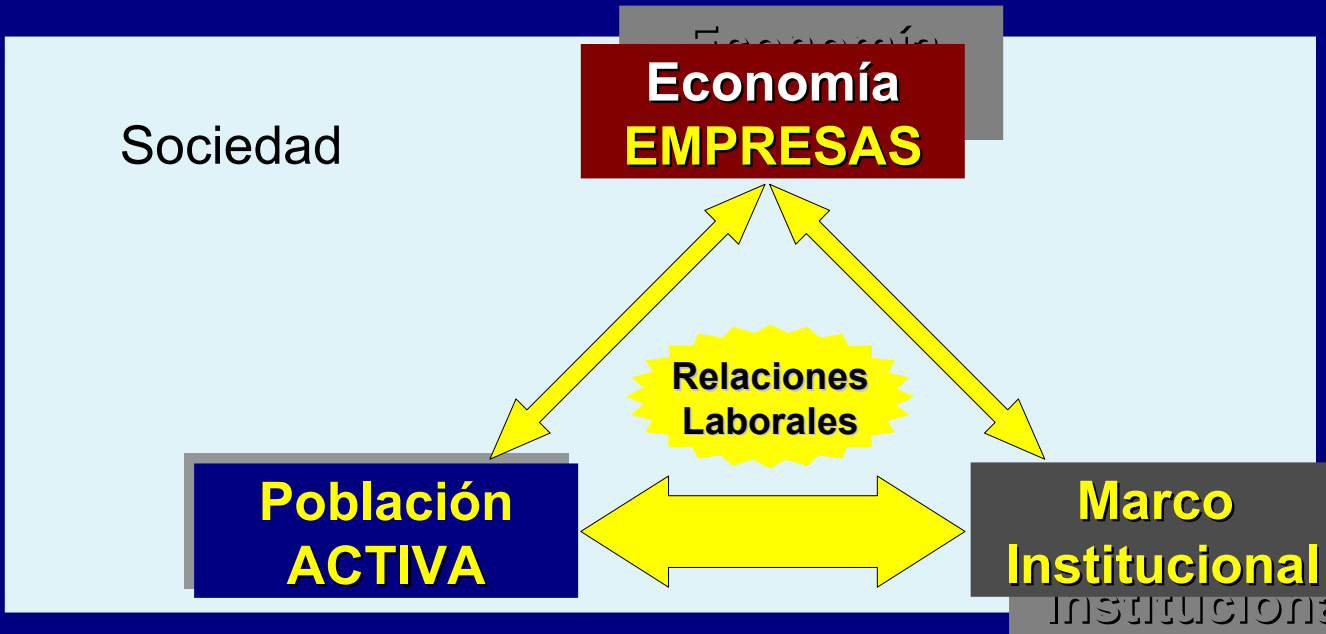 Economía
EMPRESAS
Sociedad
Relaciones
Laborales
Población
ACTIVA
Marco
Institucional